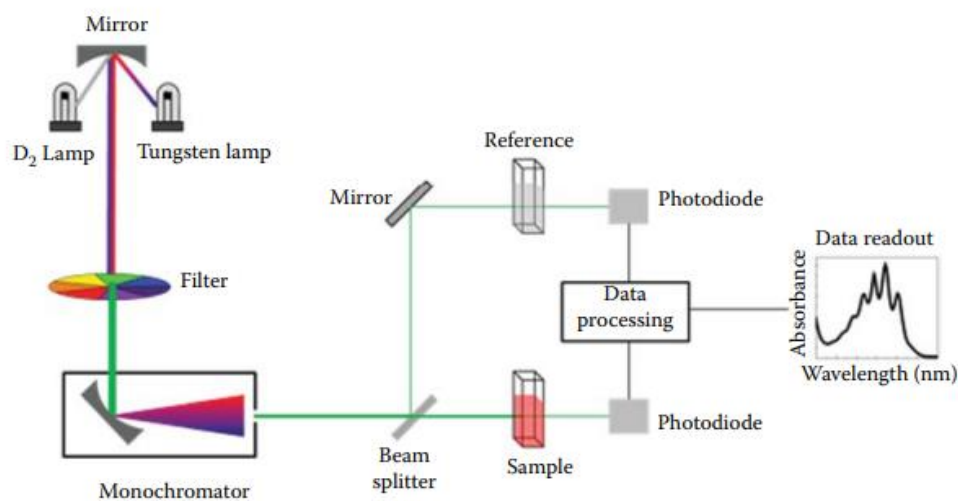 Mirror
D₂ Lamp
Tungsten lamp
Filter
Monochromator
Beam
splitter
Mirror
Reference
Sample
Photodiode
Data
processing
Photodiode
Data readout
Absorbance
Wavelength (nm)